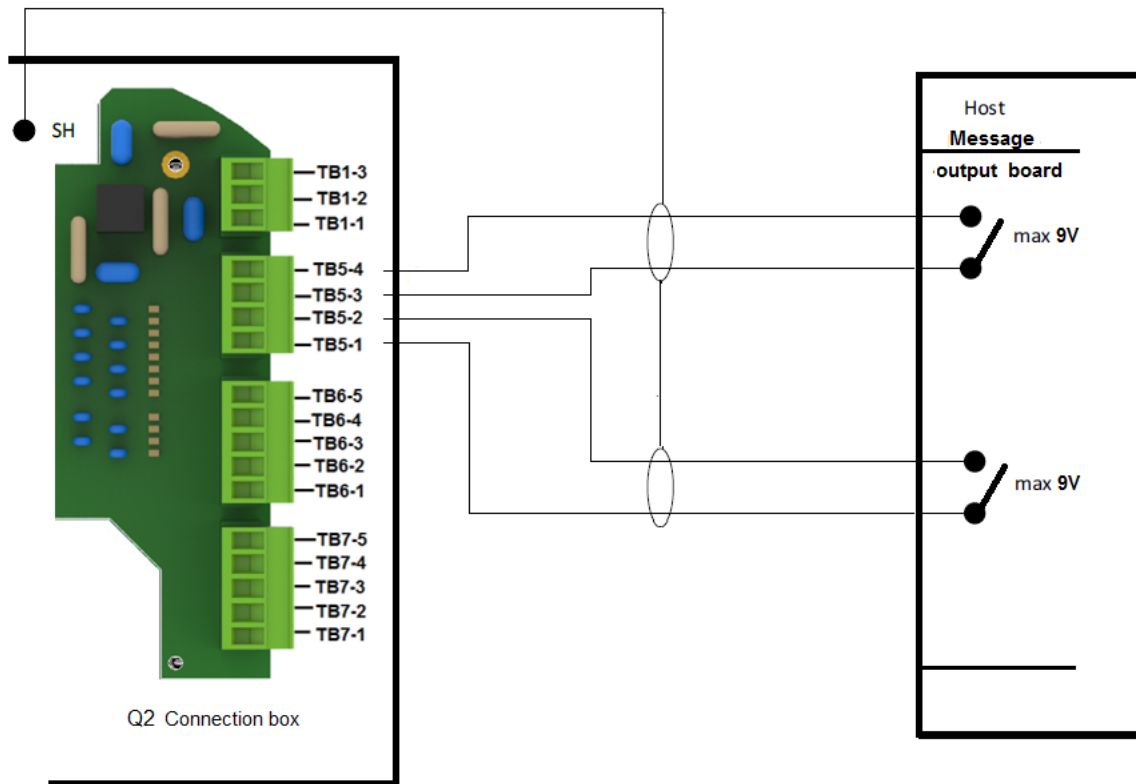 SH
TB1-3
TB1-2
TB1-1
TB5-4
TB5-3
TB5-2
TB5-1
TB6-5
TB6-4
TB6-3
TB6-2
TB6-1
TB7-5
TB7-4
TB7-3
TB7-2
TB7-1
Q2 Connection box
Host
Message
output board
max 9V
max 9V